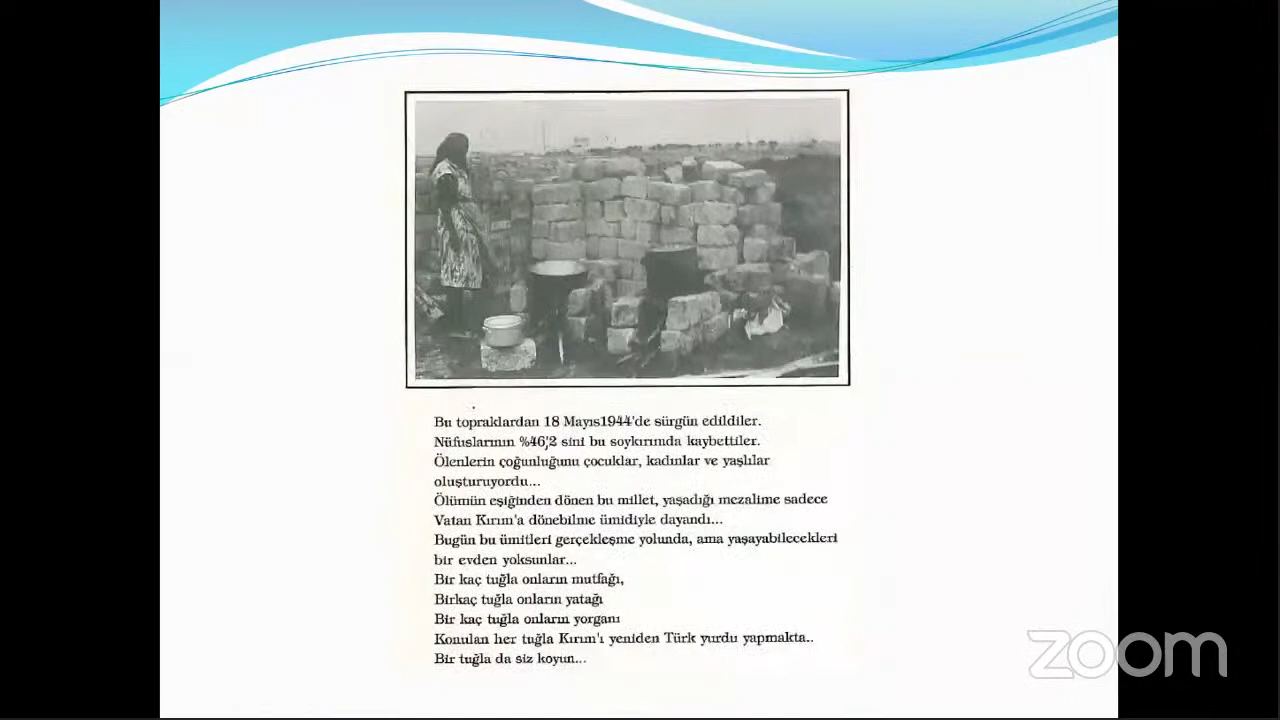 Bu topraklardan 18 Mayıs1944'de sürgün edildiler.
Nüfuslarının %46,'2 sini bu soykırımda kaybettiler.
Ölenlerin çoğunluğunu çocuklar, kadınlar ve yaşlılar
oluşturuyordu...
Ölümün eşiğinden dönen bu millet, yaşadığı mezalime sadece
Vatan Kırım'a dönebilme ümidiyle dayandı...
Bugün bu ümitleri gerçekleşme yolunda, ama yaşayabilecekleri
bir evden yoksunlar...
Bir kaç tuğla onların mutfağı,
Birkaç tuğla onların yatağı
Bir kaç tuğla onların yorganı
Konulan her tuğla Kırım'ı yeniden Türk yurdu yapmakta..
Bir tuğla da siz koyun...
zoom